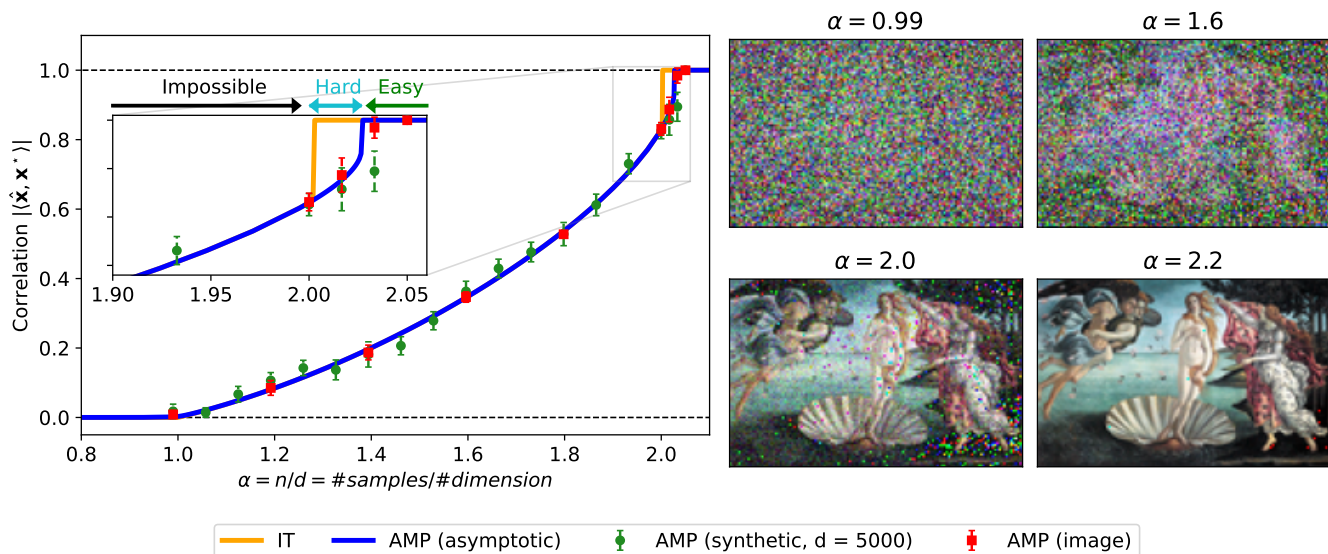 α = 0.99
α = 1.6
Correlation |⟨x̂, x⋆⟩|
1.0
0.8
0.6
0.4
0.2
0.0
Impossible
Hard
Easy
1.90
1.95
2.00
2.05
0.8
1.0
1.2
1.4
1.6
1.8
2.0
α = n/d = #samples/#dimension
α = 2.0
α = 2.2
IT
AMP (asymptotic)
AMP (synthetic, d = 5000)
AMP (image)